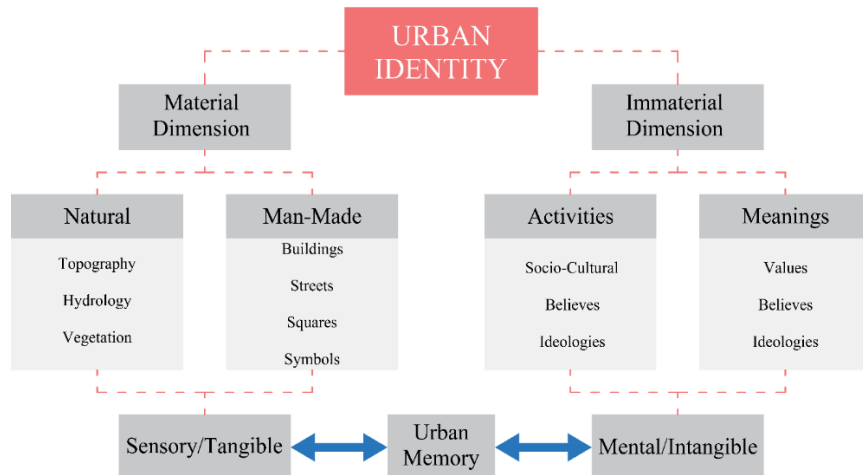 URBAN
IDENTITY
Material
Dimension
Immaterial
Dimension
Natural
Topography
Hydrology
Vegetation
Man-Made
Buildings
Streets
Squares
Symbols
Activities
Socio-Cultural
Believes
Ideologies
Meanings
Values
Believes
Ideologies
Sensory/Tangible
Urban
Memory
Mental/Intangible